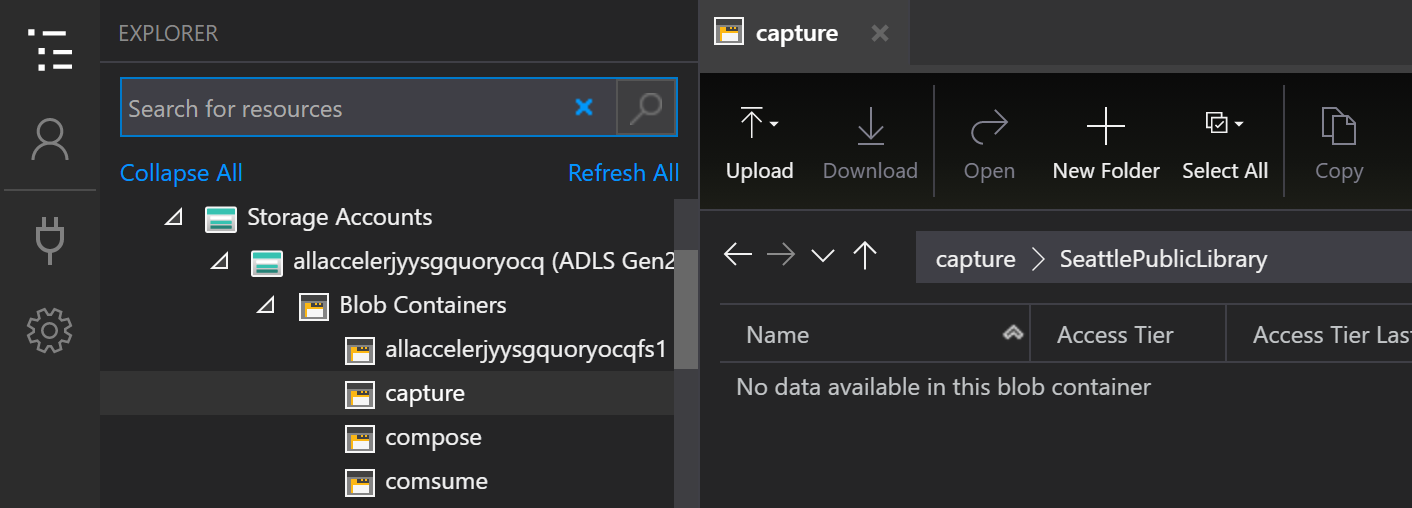 EXPLORER
Search for resources
Collapse All Refresh All
Storage Accounts
allaccelerjyysgquoryocq (ADLS Gen2
Blob Containers
allaccelerjyysgquoryocqfs1
capture
compose
comsume
capture
Upload Download Open New Folder Select All Copy
capture SeattlePublicLibrary
Name Access Tier Access Tier Las
No data available in this blob container